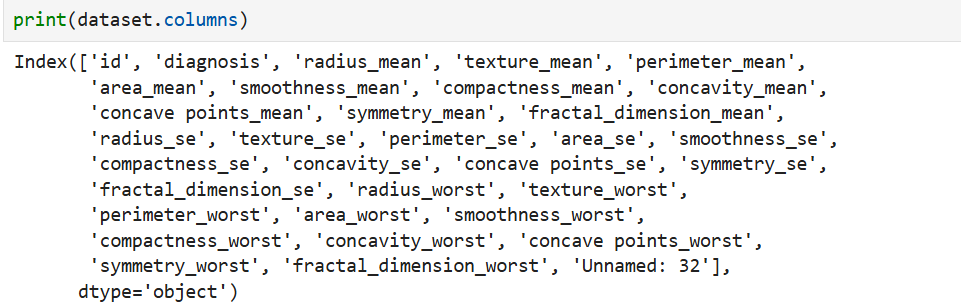 print(dataset.columns)
Index(['id', 'diagnosis', 'radius_mean', 'texture_mean', 'perimeter_mean',
       'area_mean', 'smoothness_mean', 'compactness_mean', 'concavity_mean',
       'concave points_mean', 'symmetry_mean', 'fractal_dimension_mean',
       'radius_se', 'texture_se', 'perimeter_se', 'area_se', 'smoothness_se',
       'compactness_se', 'concavity_se', 'concave points_se', 'symmetry_se',
       'fractal_dimension_se', 'radius_worst', 'texture_worst',
       'perimeter_worst', 'area_worst', 'smoothness_worst',
       'compactness_worst', 'concavity_worst', 'concave points_worst',
       'symmetry_worst', 'fractal_dimension_worst', 'Unnamed: 32'],
      dtype='object')